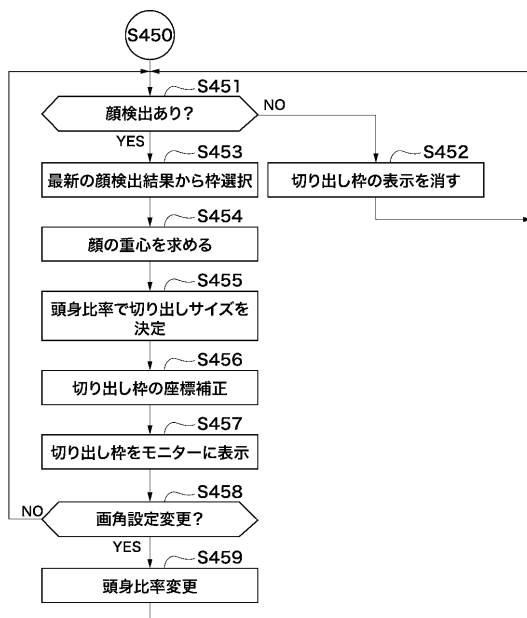 S450
S451
顔検出あり?
NO
YES
S453
最新の顔検出結果から枠選択
S452
切り出し枠の表示を消す
S454
顔の重心を求める
S455
頭身比率で切り出しサイズを
決定
S456
切り出し枠の座標補正
S457
切り出し枠をモニターに表示
S458
画角設定変更?
NO
YES
S459
頭身比率変更